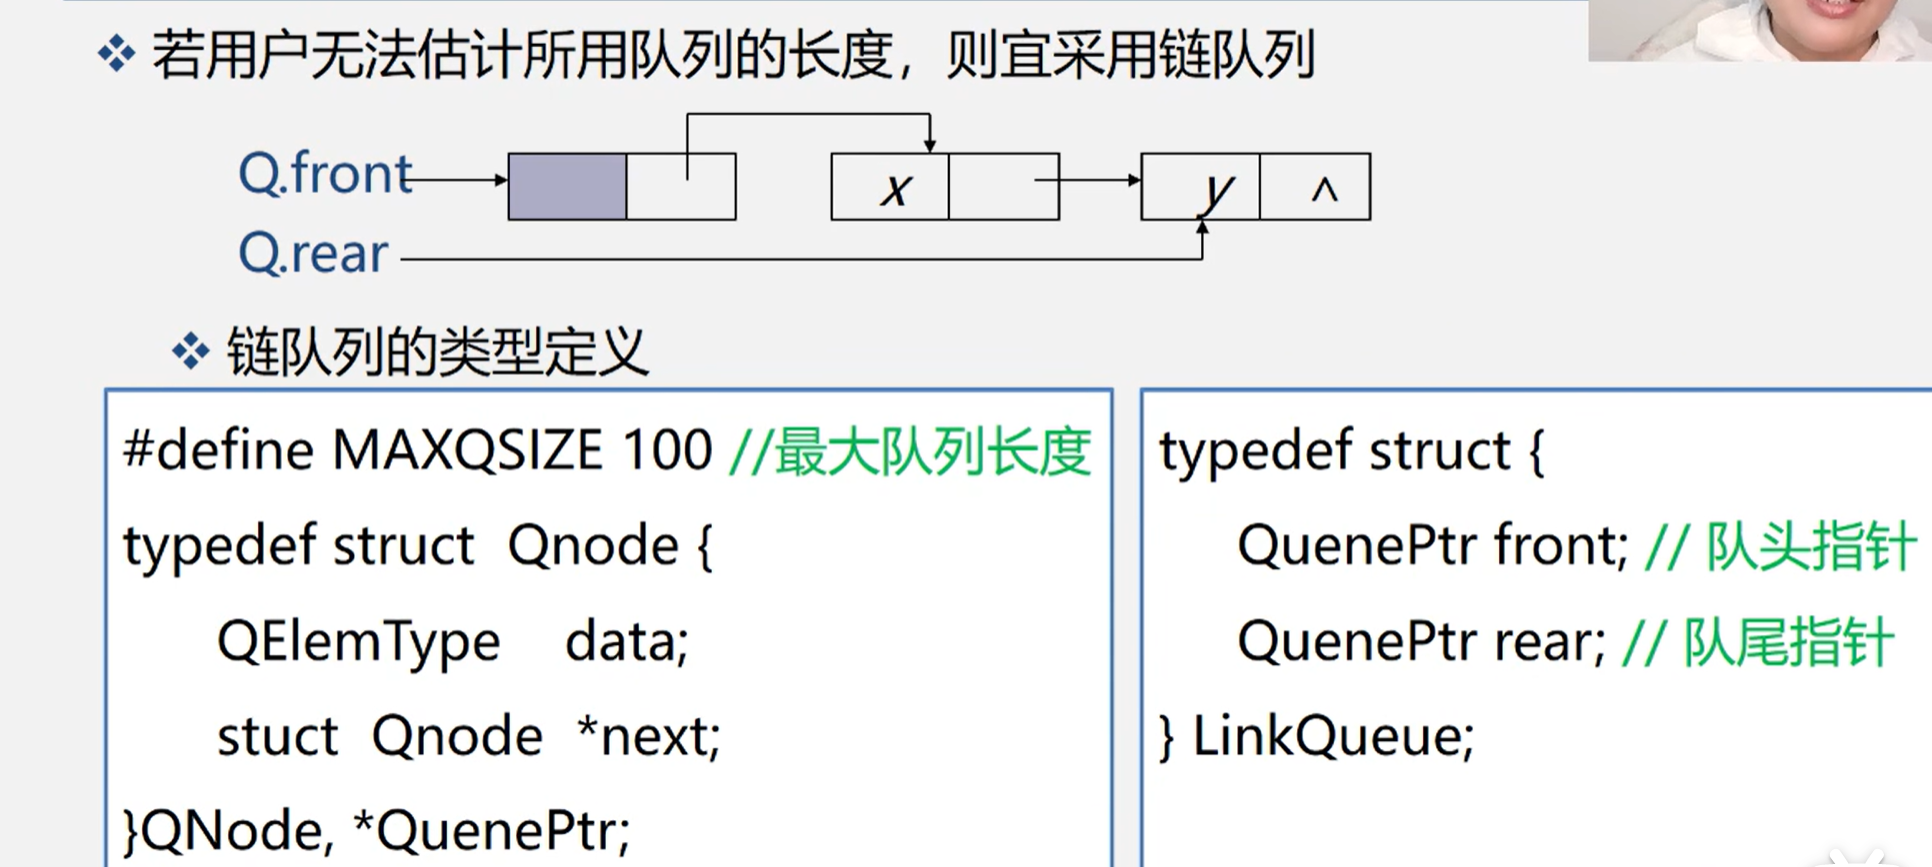 若用户无法估计所用队列的长度，则宜采用链队列
Q.front
x
y ^
Q.rear
链队列的类型定义
#define MAXQSIZE 100 //最大队列长度
typedef struct Qnode {
QElemType data;
stuct Qnode *next;
}QNode, *QuenePtr;
typedef struct {
QuenePtr front; // 队头指针
QuenePtr rear; // 队尾指针
} LinkQueue;